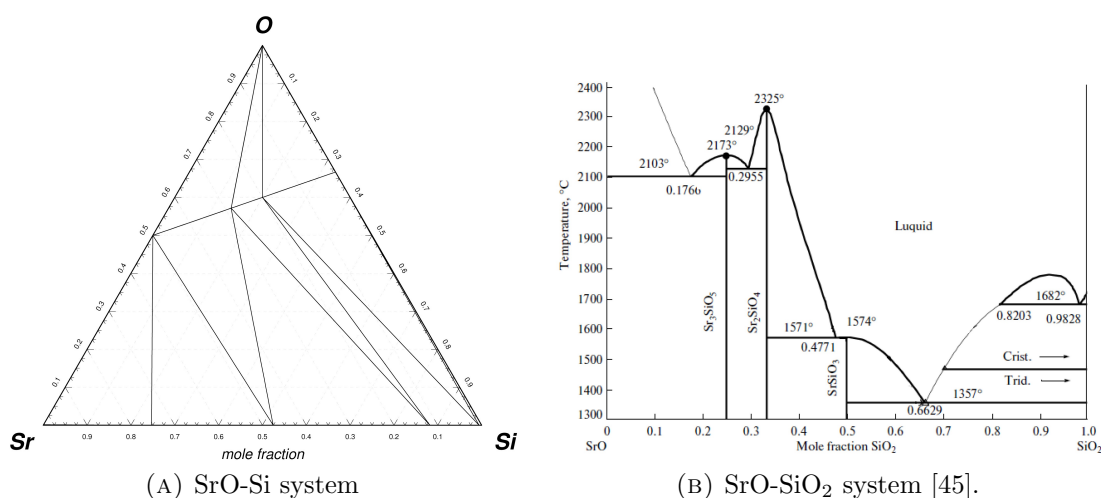 O
0.9
0.1
0.8
0.2
0.7
0.3
0.6
0.4
0.5
0.5
0.4
0.6
0.3
0.7
0.2
0.8
0.1
0.9
Sr
Si
0.9 0.8 0.7 0.6 0.5 0.4 0.3 0.2 0.1
mole fraction
(A) SrO-Si system
Temperature, °C
2400
2300
2200
2100
2000
1900
1800
1700
1600
1500
1400
1300
2325°
2129°
2173°
2103°
0.1766
0.2955
Luquid
Sr₃SiO₅
Sr₂SiO₄
SrSiO₃
1571° 1574°
0.4771
1682°
0.8203 0.9828
Crist.
Trid.
1357°
0.6629
0 0.1 0.2 0.3 0.4 0.5 0.6 0.7 0.8 0.9 1.0
SrO Mole fraction SiO₂ SiO₂
(B) SrO-SiO₂ system [45].